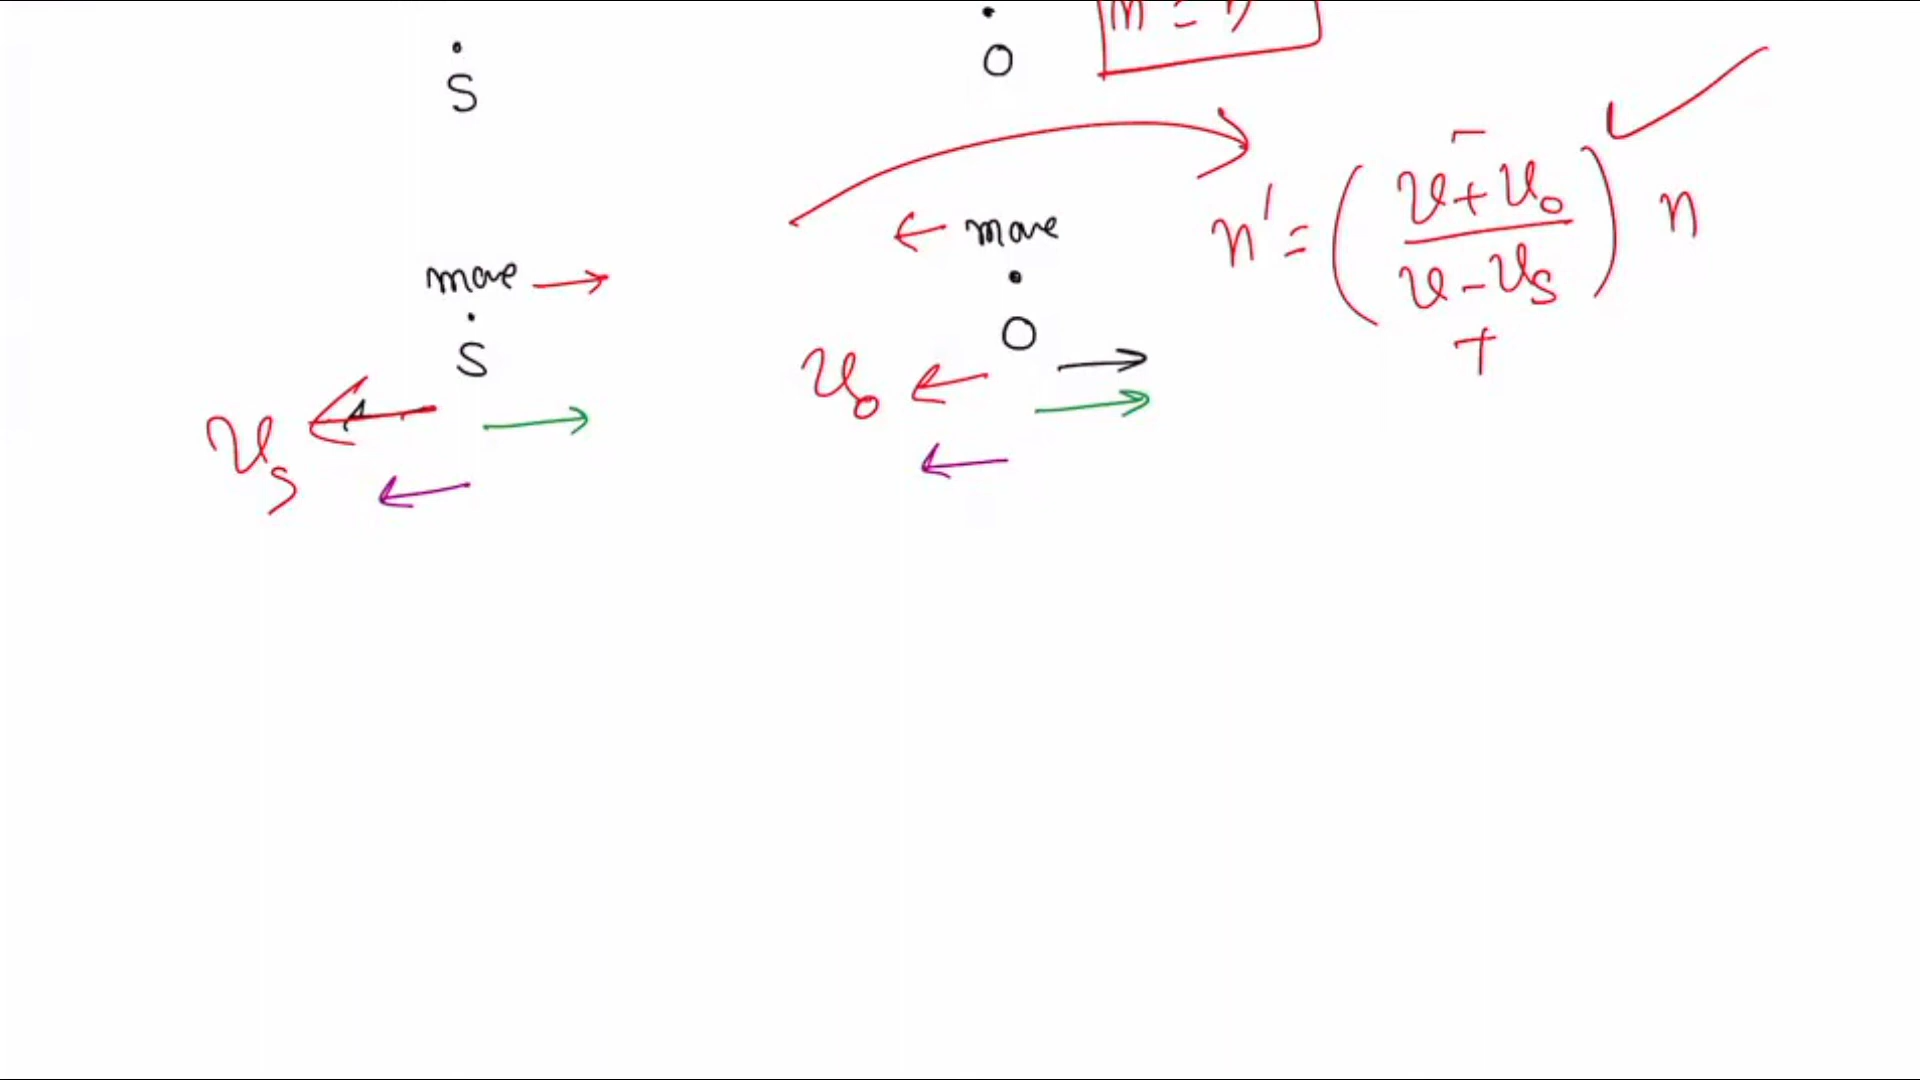 S
O
move →
S
← move
O
n' = ( v + v₀ / v - vₛ ) n
-
+
vₛ ←
v₀ ←